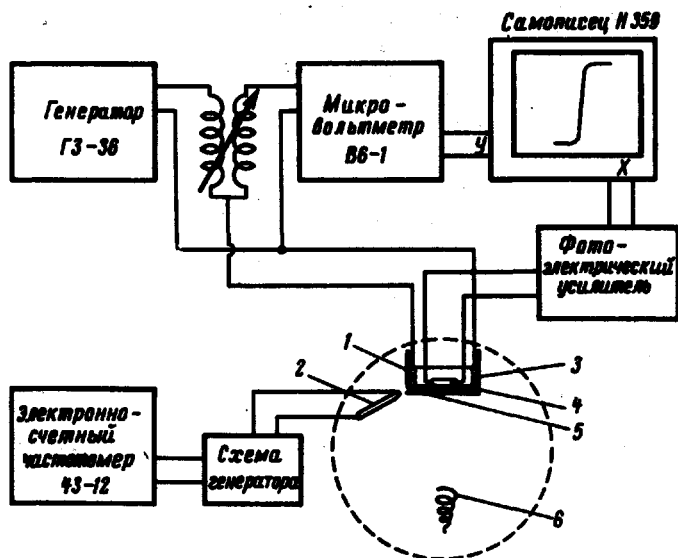 Самописец Н 359
Генератор
Г3-36
Микро-
вольтметр
В6-1
У
X
Фото-
электрический
усилитель
1
2
3
4
5
6
Электронно-
счетный
частотомер
Ч3-12
Схема
генератора